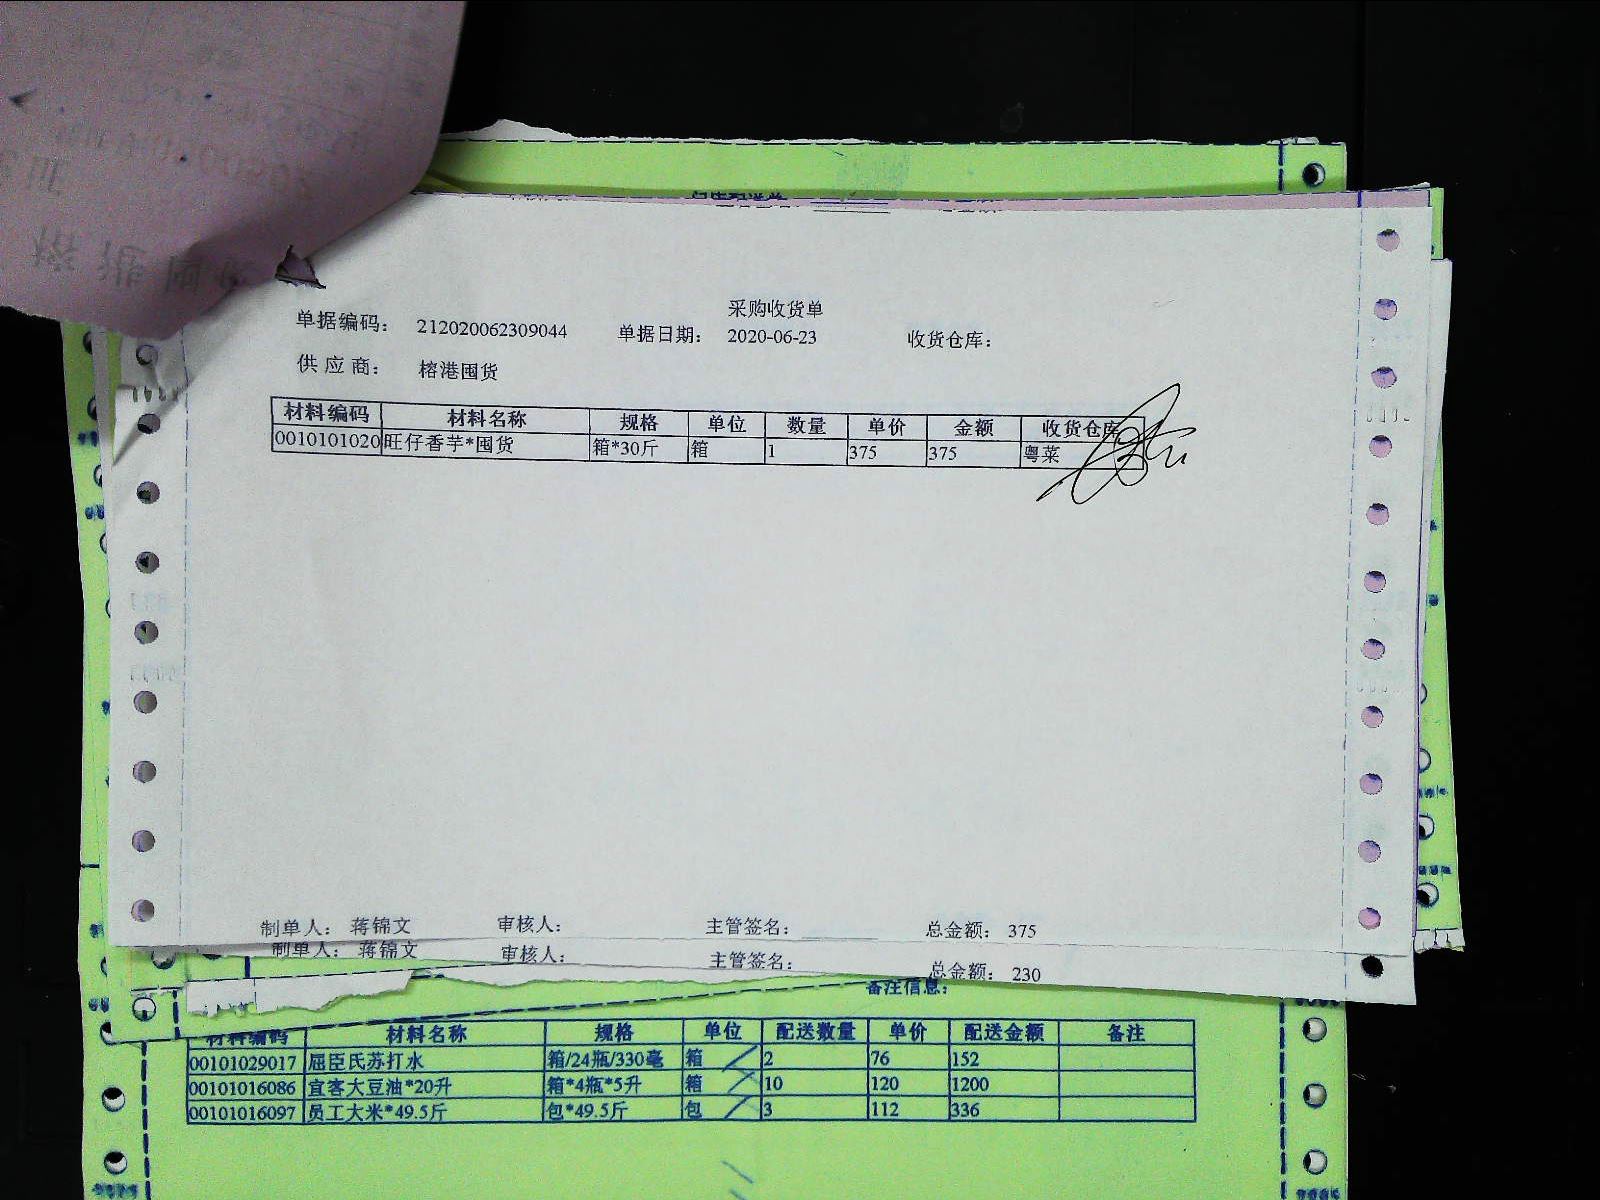 采购收货单
单据编码： 212020062309044 单据日期： 2020-06-23 收货仓库：
供 应 商： 榕港囤货
材料编码 材料名称 规格 单位 数量 单价 金额 收货仓库
0010101020 旺仔香芋*囤货 箱*30斤 箱 1 375 375 粤菜
制单人： 蒋锦文 审核人： 主管签名： 总金额： 375
制单人： 蒋锦文 审核人： 主管签名： 总金额： 230
备注信息：
材料编码 材料名称 规格 单位 配送数量 单价 配送金额 备注
00101029017 屈臣氏苏打水 箱/24瓶/330毫 箱 2 76 152
00101016086 宜客大豆油*20升 箱*4瓶*5升 箱 10 120 1200
00101016097 员工大米*49.5斤 包*49.5斤 包 3 112 336